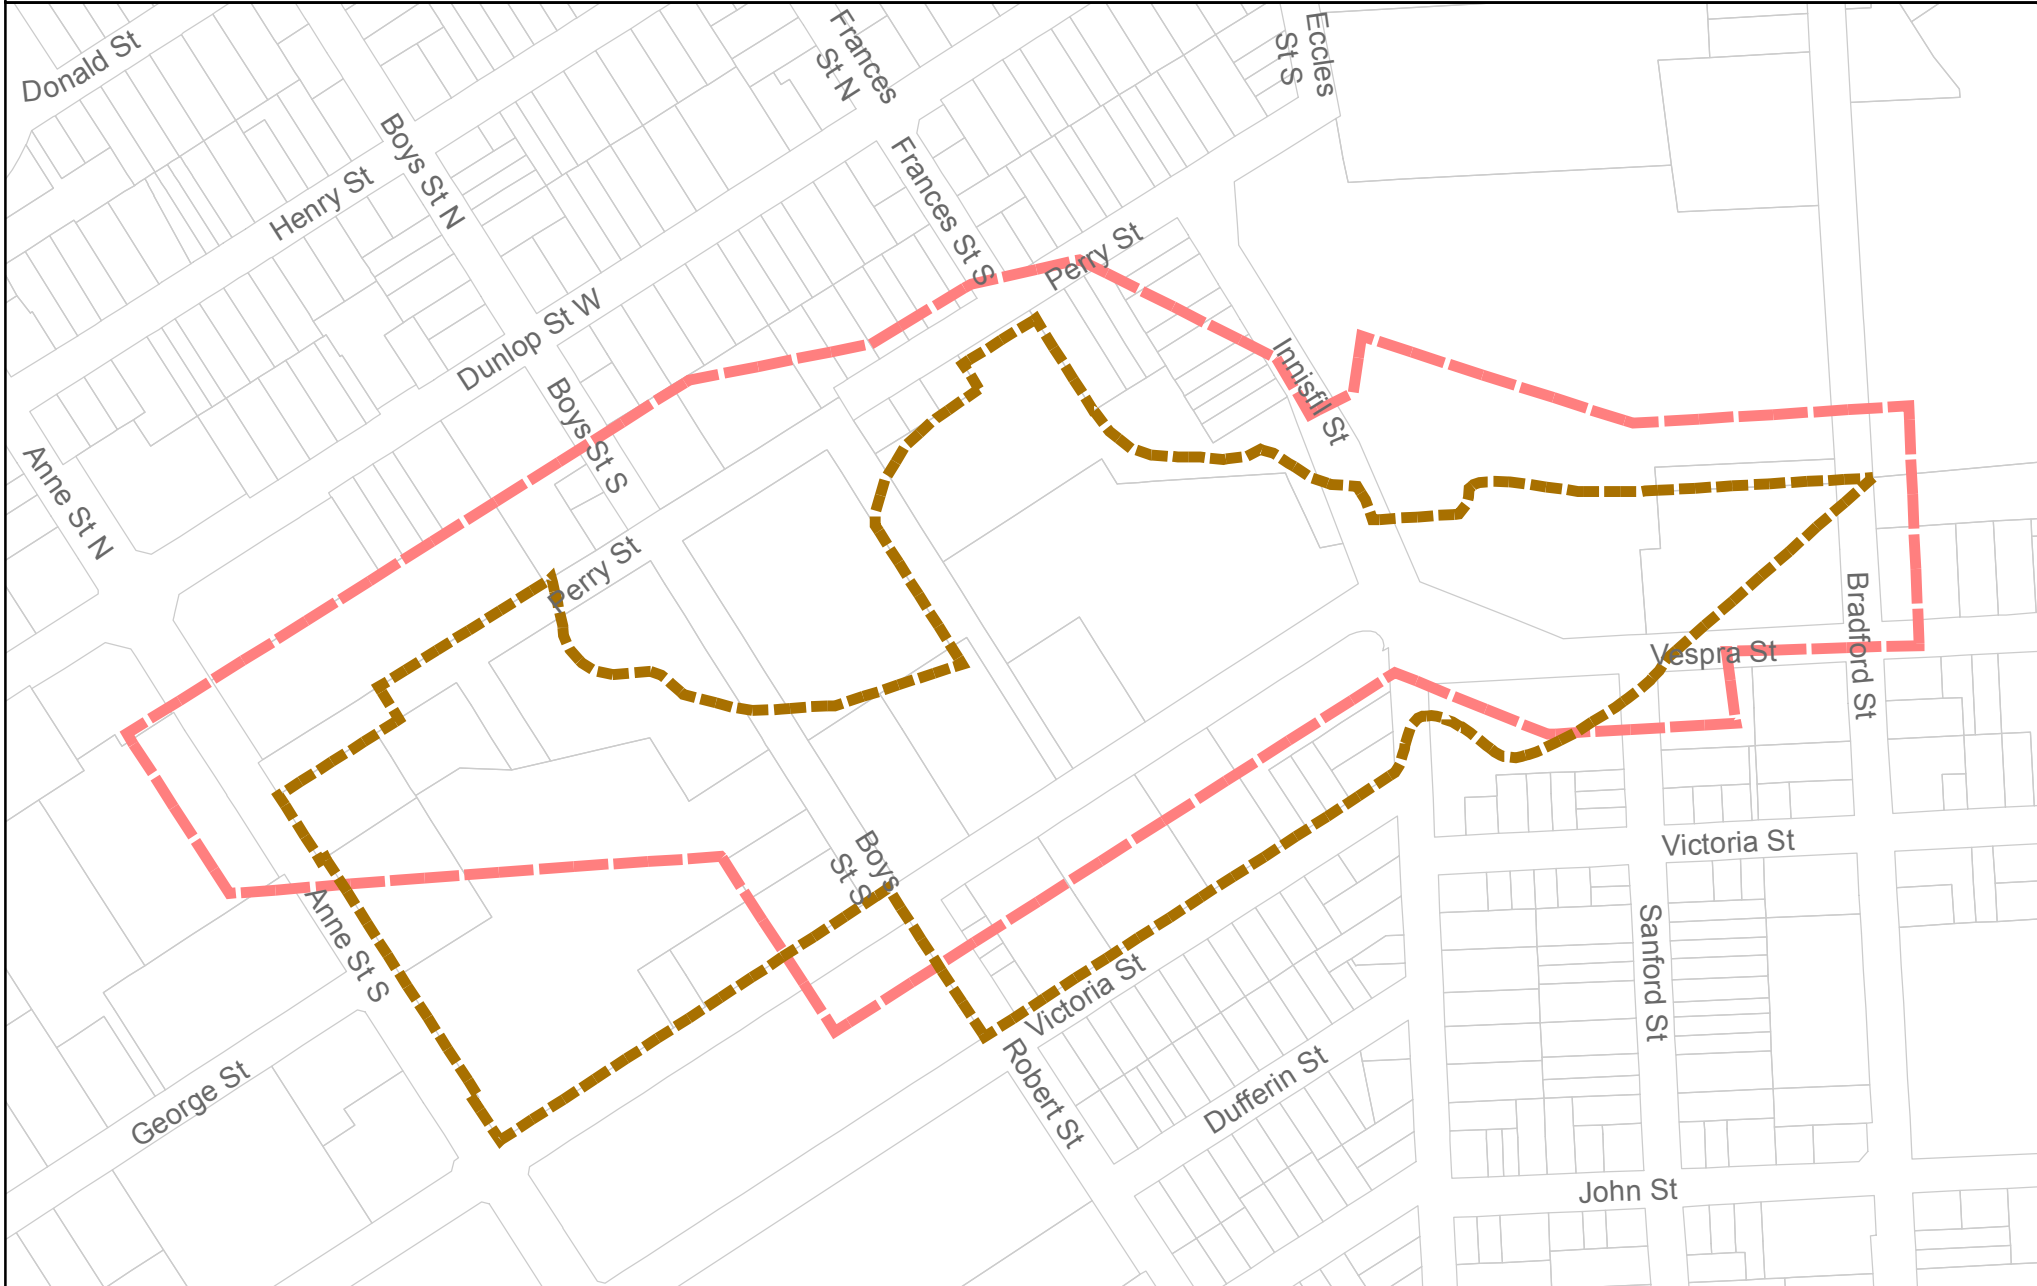 Donald St
Frances
St N
Eccles
St S
Boys St N
Henry St
Frances St S
Perry St
Dunlop St W
Innisfil St
Boys St S
Anne St N
Perry St
Bradford St
Vespra St
Victoria St
Boys
St S
Anne St S
Sanford St
Victoria St
George St
Robert St
Dufferin St
John St